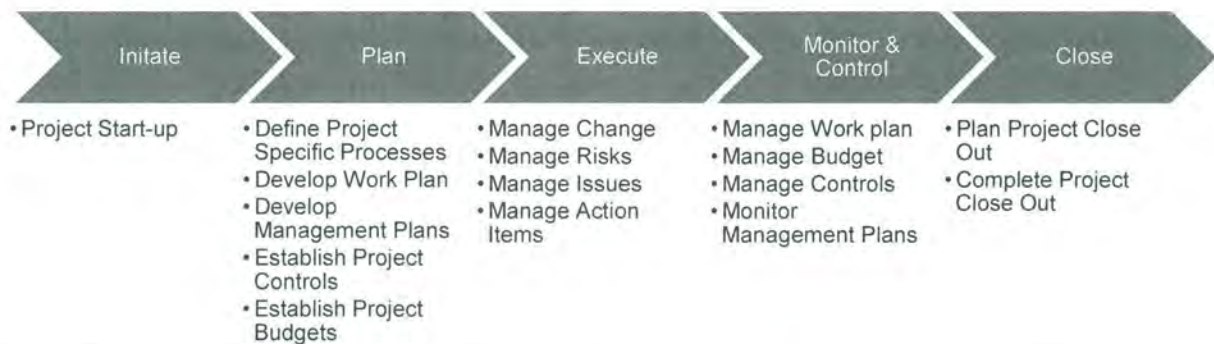 Initate
Plan
Execute
Monitor &
Control
Close
• Project Start-up
• Define Project
Specific Processes
• Develop Work Plan
• Develop
Management Plans
• Establish Project
Controls
• Establish Project
Budgets
• Manage Change
• Manage Risks
• Manage Issues
• Manage Action
Items
• Manage Work plan
• Manage Budget
• Manage Controls
• Monitor
Management Plans
• Plan Project Close
Out
• Complete Project
Close Out